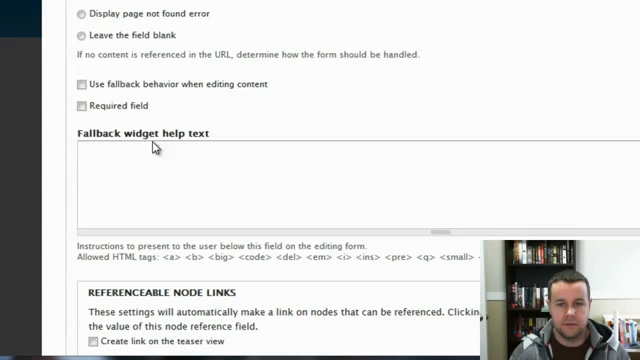 Display page not found error
Leave the field blank
If no content is referenced in the URL, determine how the form should be handled.
Use fallback behavior when editing content
Required field
Fallback widget help text
Instructions to present to the user below this field on the editing form.
Allowed HTML tags: <a> <b> <big> <code> <del> <em> <i> <ins> <pre> <q> <small>
REFERENCEABLE NODE LINKS
These settings will automatically make a link on nodes that can be referenced. Clicking
the value of this node reference field.
Create link on the teaser view